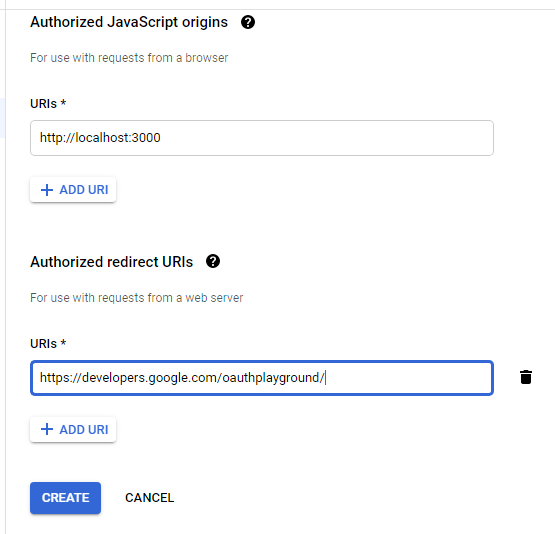 Authorized JavaScript origins
For use with requests from a browser
URIs *
http://localhost:3000
ADD URI
Authorized redirect URIs
For use with requests from a web server
URIs *
https://developers.google.com/oauthplayground/
ADD URI
CREATE CANCEL